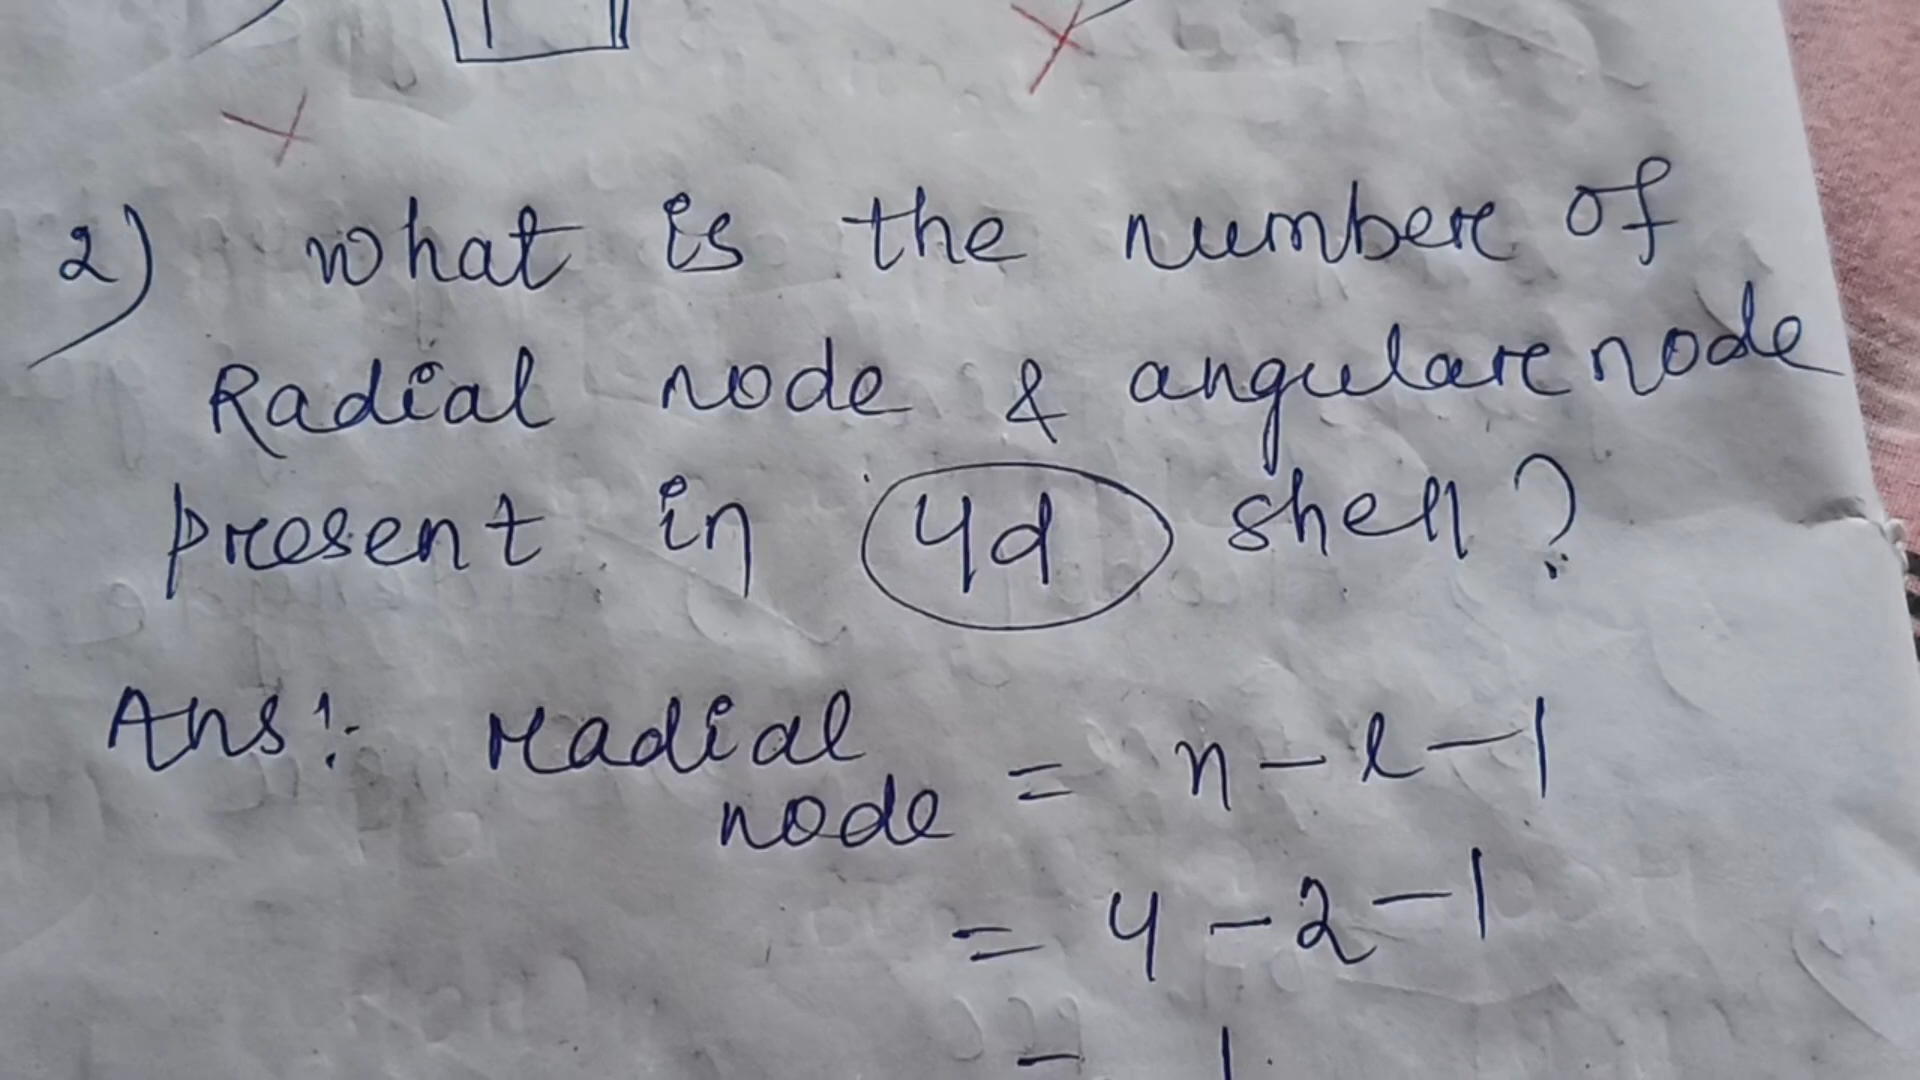 2) What is the number of
Radial node & angular node
present in 4d shell?
Ans:- radial
node = n - l - 1
= 4 - 2 - 1
= 1